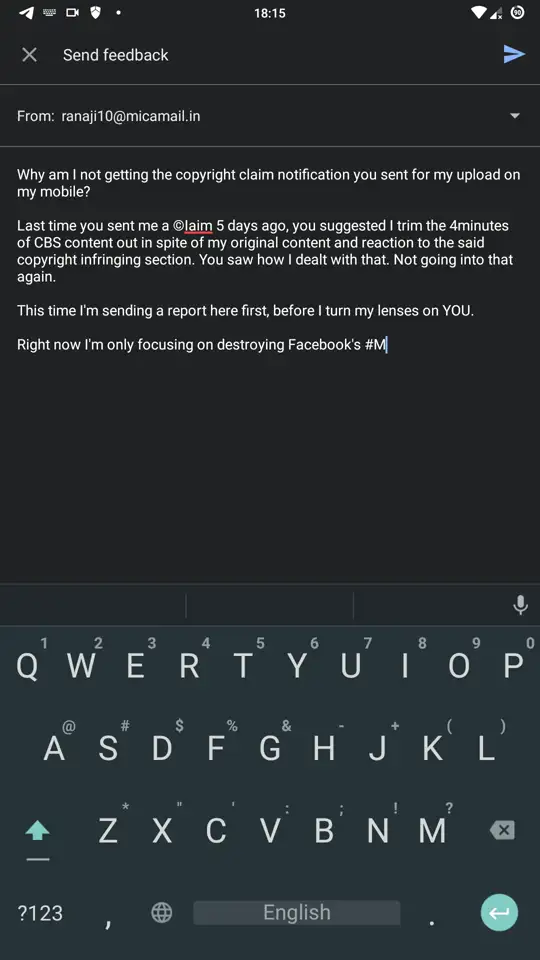 18:15
90
Send feedback
From: ranaji10@micamail.in
Why am I not getting the copyright claim notification you sent for my upload on
my mobile?
Last time you sent me a ©laim 5 days ago, you suggested I trim the 4minutes
of CBS content out in spite of my original content and reaction to the said
copyright infringing section. You saw how I dealt with that. Not going into that
again.
This time I'm sending a report here first, before I turn my lenses on YOU.
Right now I'm only focusing on destroying Facebook's #M
1 2 3 4 5 6 7 8 9 0
Q W E R T Y U I O P
@ # $ % & - + ( )
A S D F G H J K L
* " ' : ; ! ?
Z X C V B N M
?123 , English .